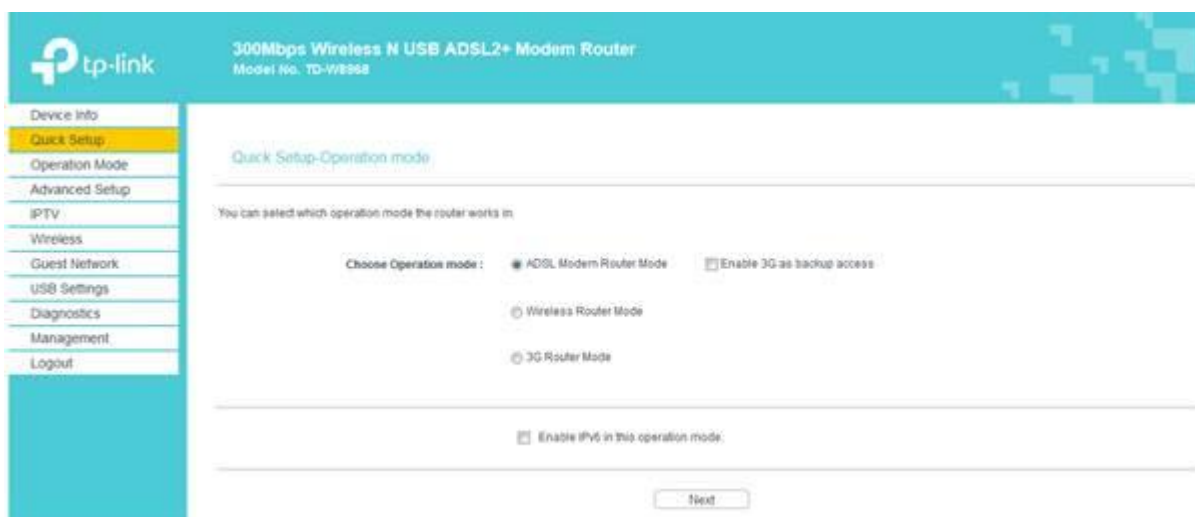 tp-link
300Mbps Wireless N USB ADSL2+ Modem Router
Model No. TD-W8968
Device Info
Quick Setup
Operation Mode
Advanced Setup
IPTV
Wireless
Guest Network
USB Settings
Diagnostics
Management
Logout
Quick Setup-Operation mode
You can select which operation mode the router works in.
Choose Operation mode : ADSL Modem Router Mode Enable 3G as backup access
Wireless Router Mode
3G Router Mode
Enable IPv6 in this operation mode.
Next